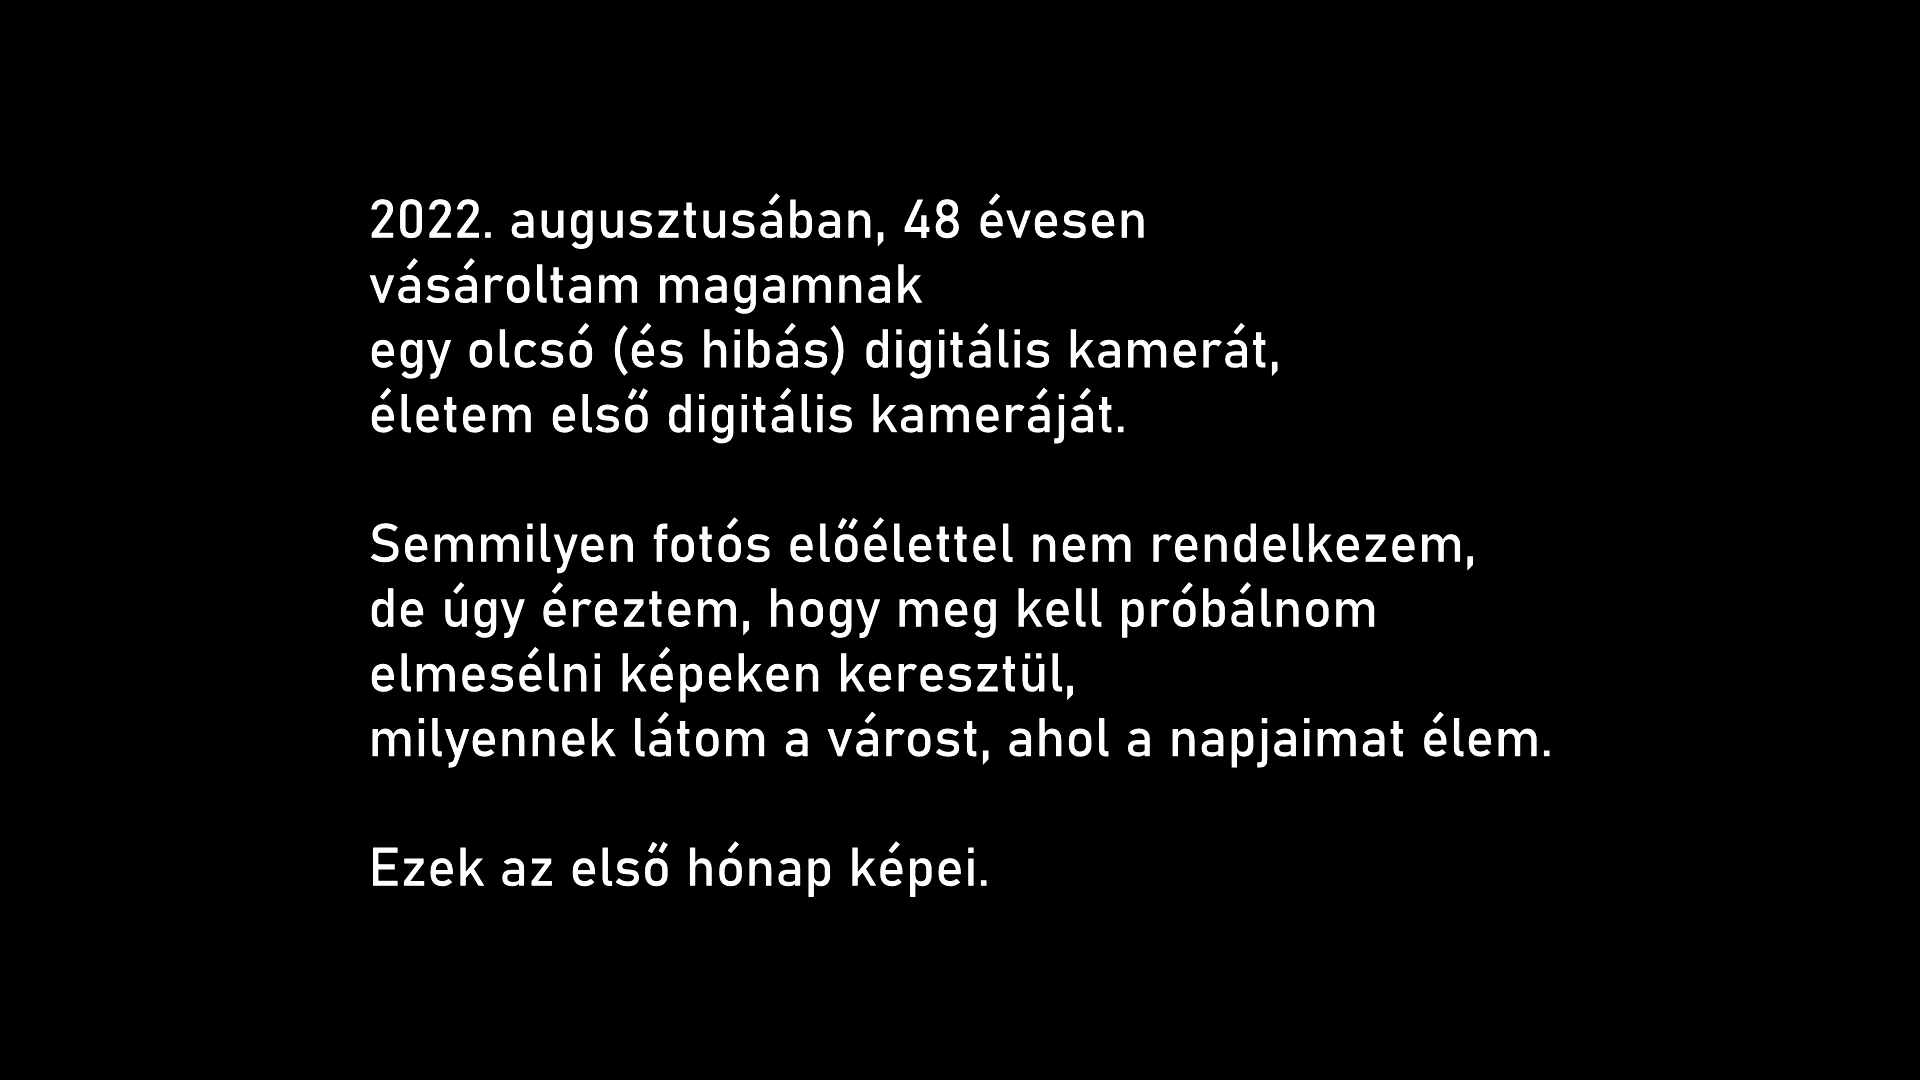 2022. augusztusában, 48 évesen
vásároltam magamnak
egy olcsó (és hibás) digitális kamerát,
életem első digitális kameráját.
Semmilyen fotós előélettel nem rendelkezem,
de úgy éreztem, hogy meg kell próbálnom
elmesélni képeken keresztül,
milyennek látom a várost, ahol a napjaimat élem.
Ezek az első hónap képei.